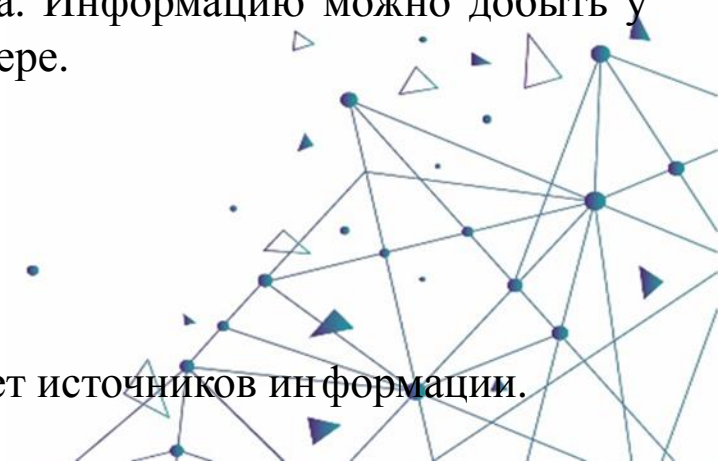 а. Информацию можно добыть у
ере.
ет источников информации.